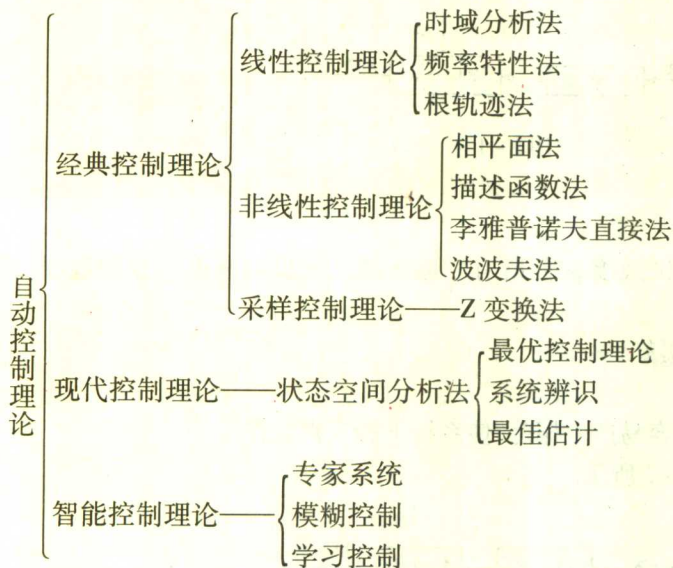 自动控制理论
经典控制理论
线性控制理论
时域分析法
频率特性法
根轨迹法
非线性控制理论
相平面法
描述函数法
李雅普诺夫直接法
波波夫法
采样控制理论——Z 变换法
现代控制理论——状态空间分析法
最优控制理论
系统辨识
最佳估计
智能控制理论——
专家系统
模糊控制
学习控制